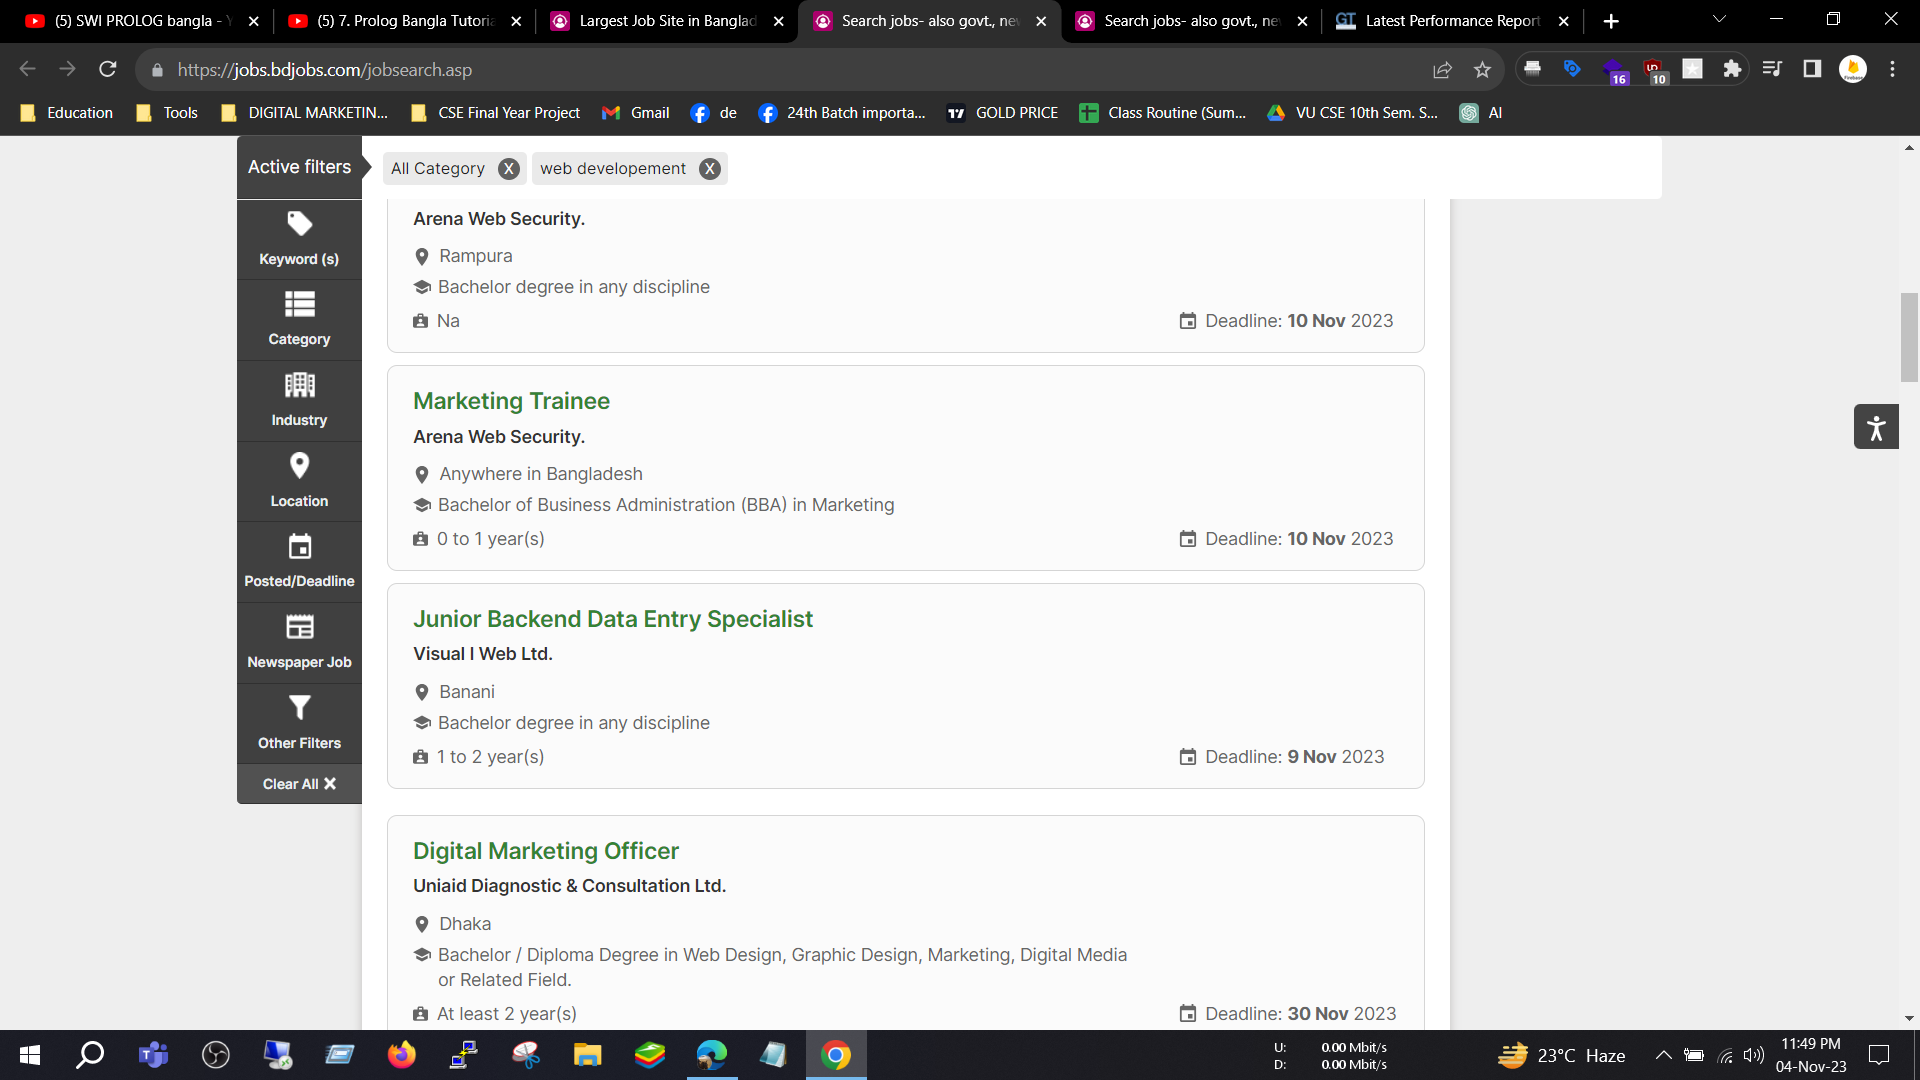 (5) SWI PROLOG bangla - Y
(5) 7. Prolog Bangla Tutoria
Largest Job Site in Banglad
Search jobs- also govt., ne
Search jobs- also govt., ne
GT Latest Performance Report
https://jobs.bdjobs.com/jobsearch.asp
16
10
Education
Tools
DIGITAL MARKETIN...
CSE Final Year Project
Gmail
de
24th Batch importa...
GOLD PRICE
Class Routine (Sum...
VU CSE 10th Sem. S...
AI
Active filters
All Category X
web developement X
Keyword (s)
Category
Industry
Location
Posted/Deadline
Newspaper Job
Other Filters
Clear All
Arena Web Security.
Rampura
Bachelor degree in any discipline
Na
Deadline: 10 Nov 2023
Marketing Trainee
Arena Web Security.
Anywhere in Bangladesh
Bachelor of Business Administration (BBA) in Marketing
0 to 1 year(s)
Deadline: 10 Nov 2023
Junior Backend Data Entry Specialist
Visual I Web Ltd.
Banani
Bachelor degree in any discipline
1 to 2 year(s)
Deadline: 9 Nov 2023
Digital Marketing Officer
Uniaid Diagnostic & Consultation Ltd.
Dhaka
Bachelor / Diploma Degree in Web Design, Graphic Design, Marketing, Digital Media
or Related Field.
At least 2 year(s)
Deadline: 30 Nov 2023
U: 0.00 Mbit/s
D: 0.00 Mbit/s
23°C Haze
11:49 PM
04-Nov-23